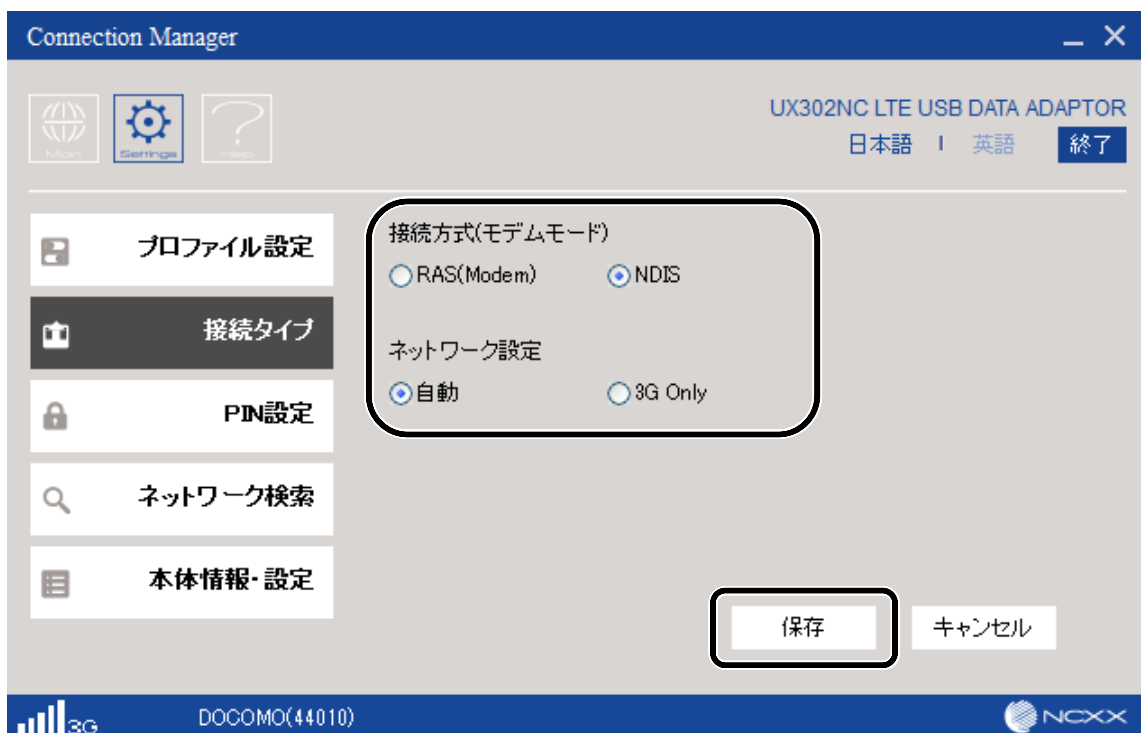 Connection Manager
Main
Settings
Help
UX302NC LTE USB DATA ADAPTOR
日本語 | 英語 終了
プロファイル設定
接続タイプ
PIN設定
ネットワーク検索
本体情報・設定
接続方式(モデムモード)
RAS(Modem) NDIS
ネットワーク設定
自動 3G Only
保存 キャンセル
3G DOCOMO(44010) NCXX